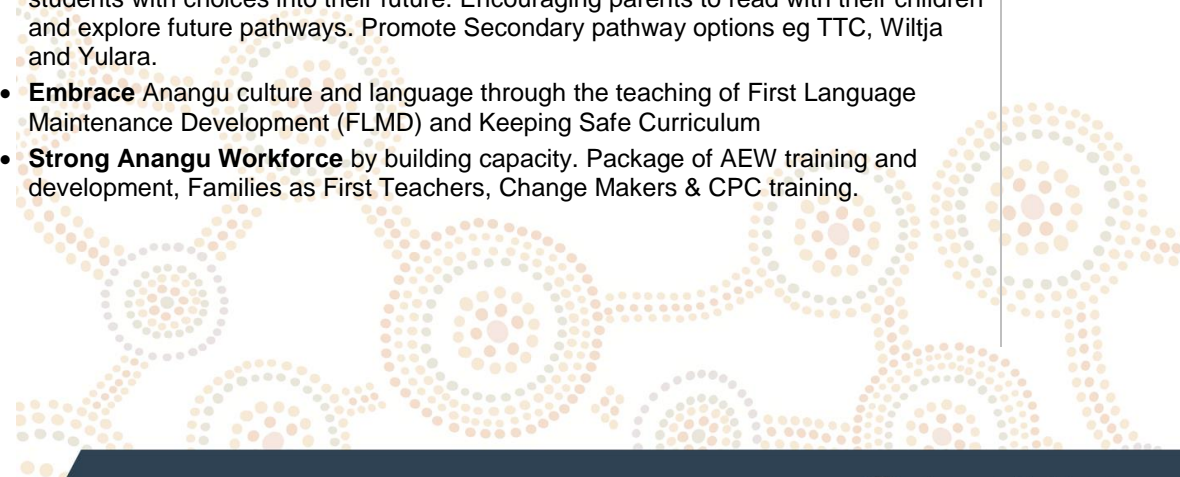 students with choices into their future. Encouraging parents to read with their children
and explore future pathways. Promote Secondary pathway options eg TTC, Wiltja
and Yulara.
• Embrace Anangu culture and language through the teaching of First Language
Maintenance Development (FLMD) and Keeping Safe Curriculum
• Strong Anangu Workforce by building capacity. Package of AEW training and
development, Families as First Teachers, Change Makers & CPC training.